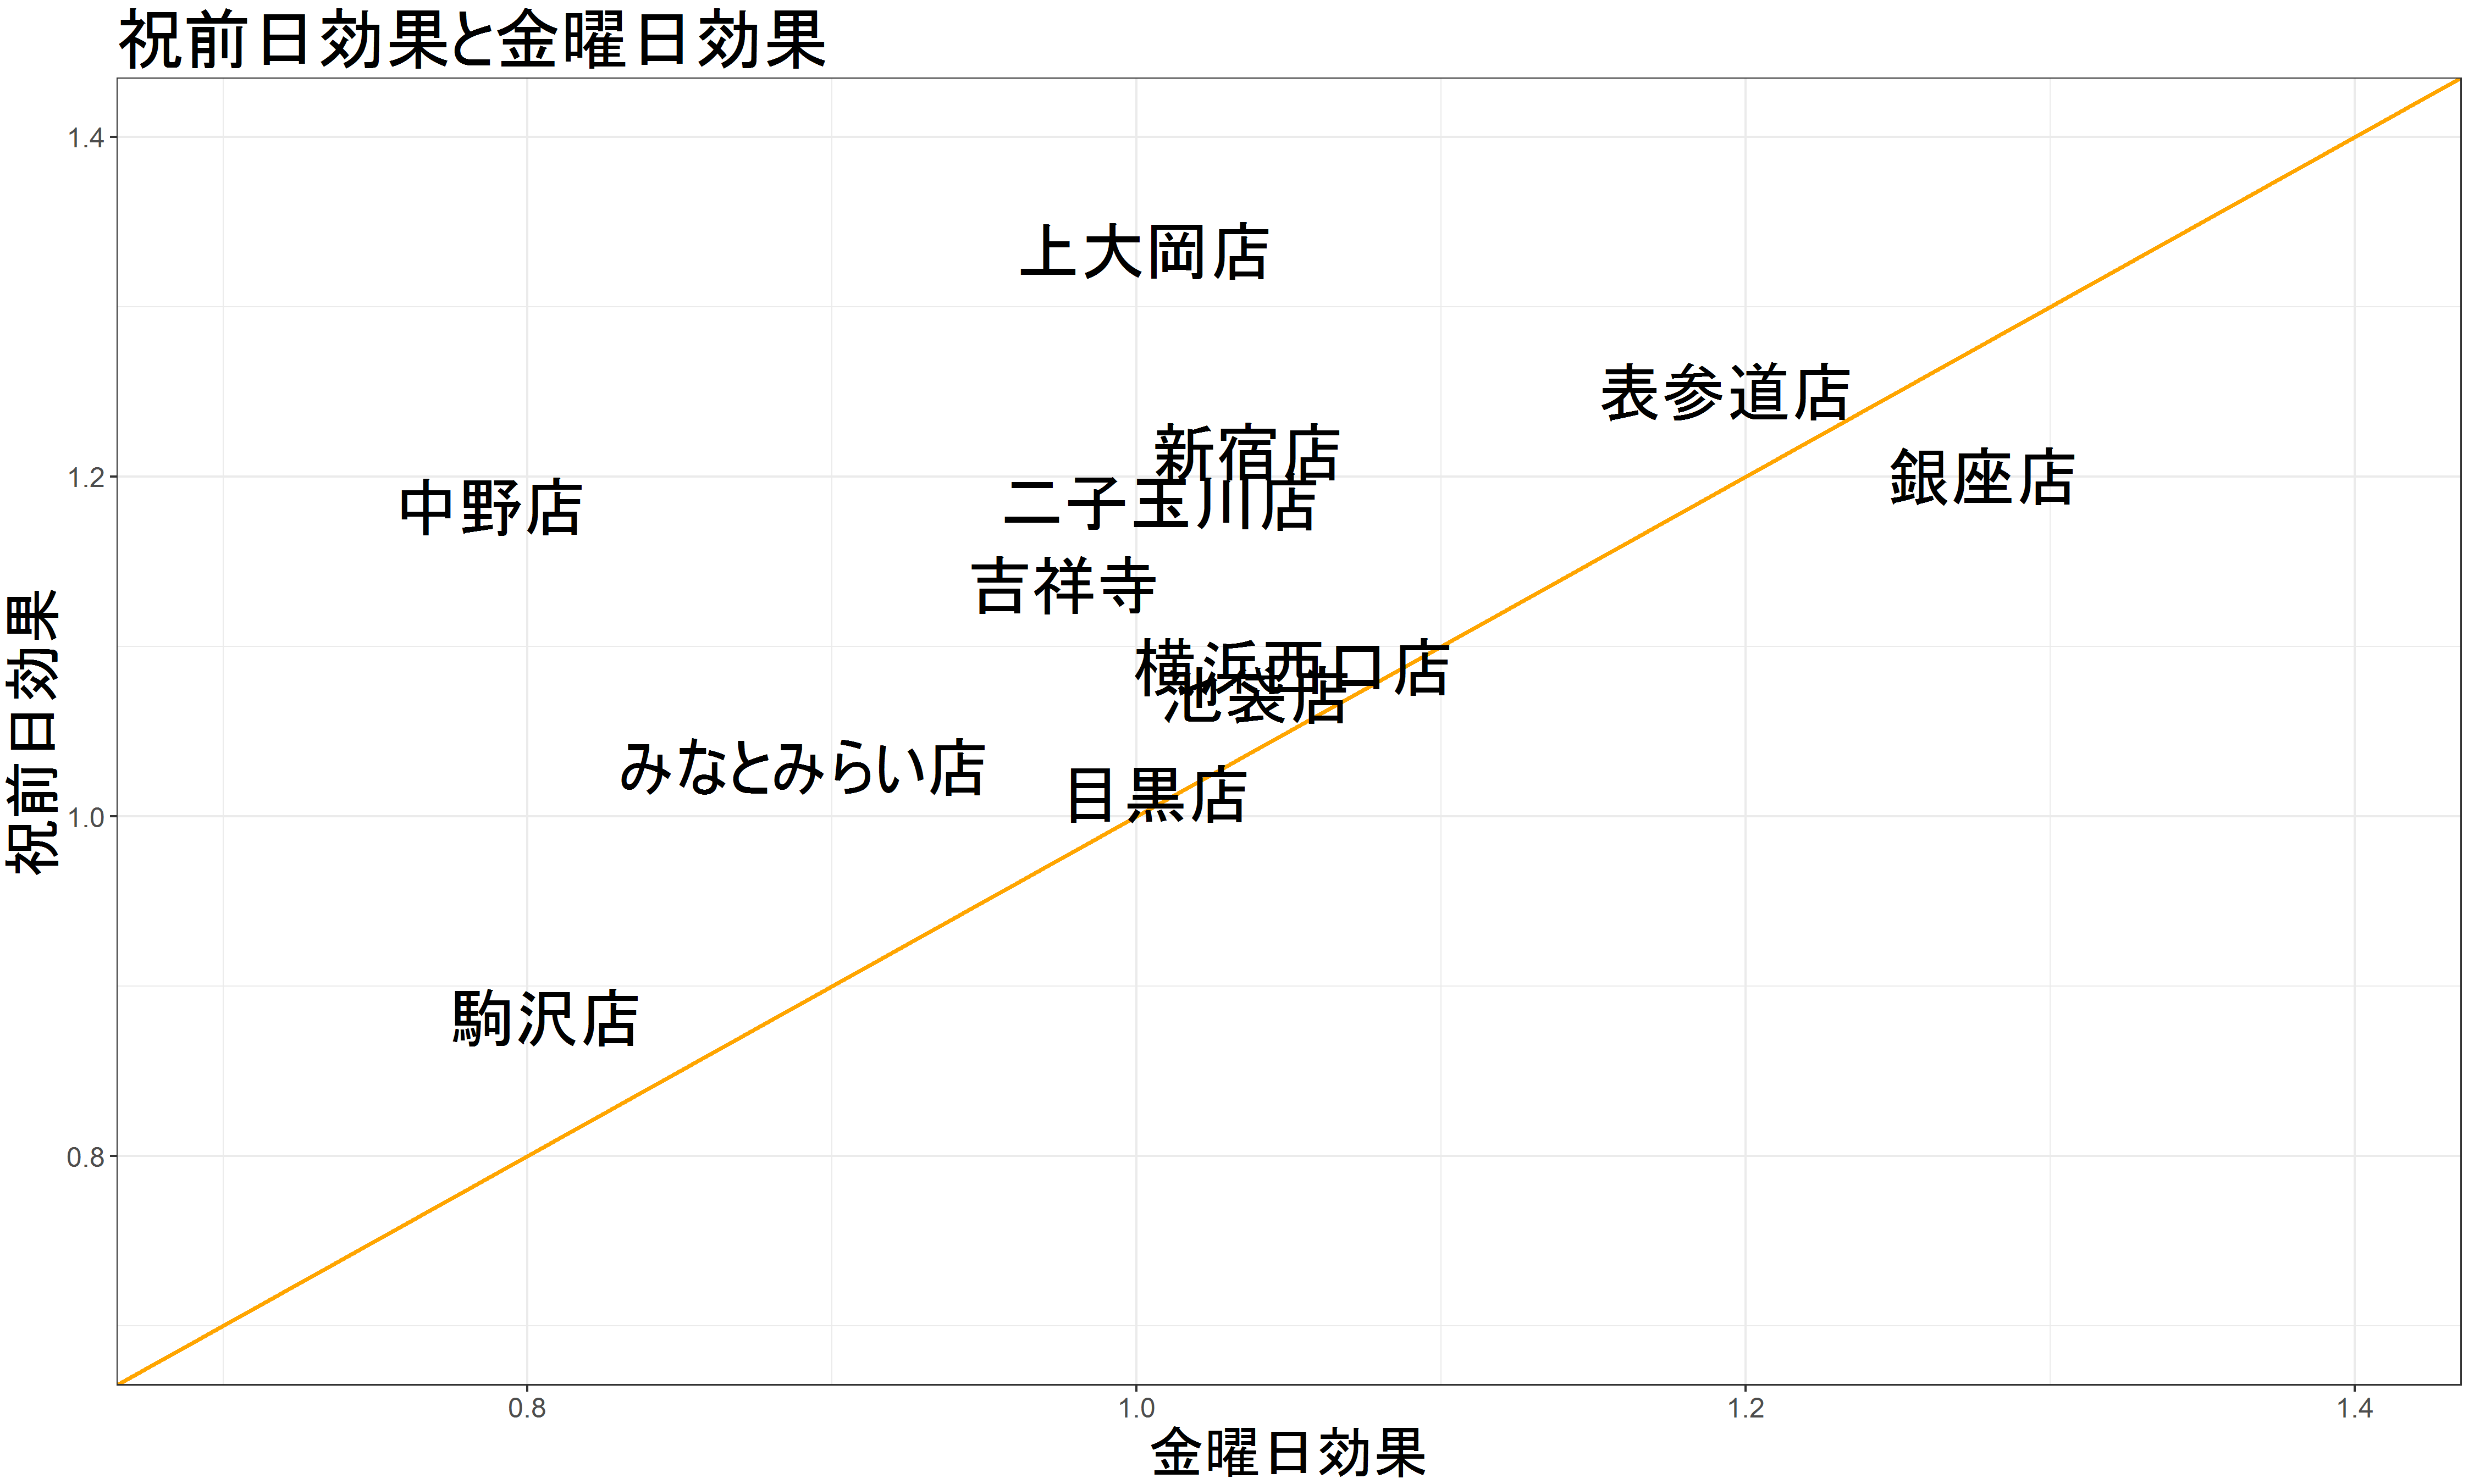 祝前日効果と金曜日効果
1.4
上大岡店
表参道店
新宿店
1.2
銀座店
中野店
二子玉川店
吉祥寺
横浜西口店
池袋店
みなとみらい店
目黒店
1.0
駒沢店
0.8
祝前日効果
0.8
1.0
1.2
1.4
金曜日効果